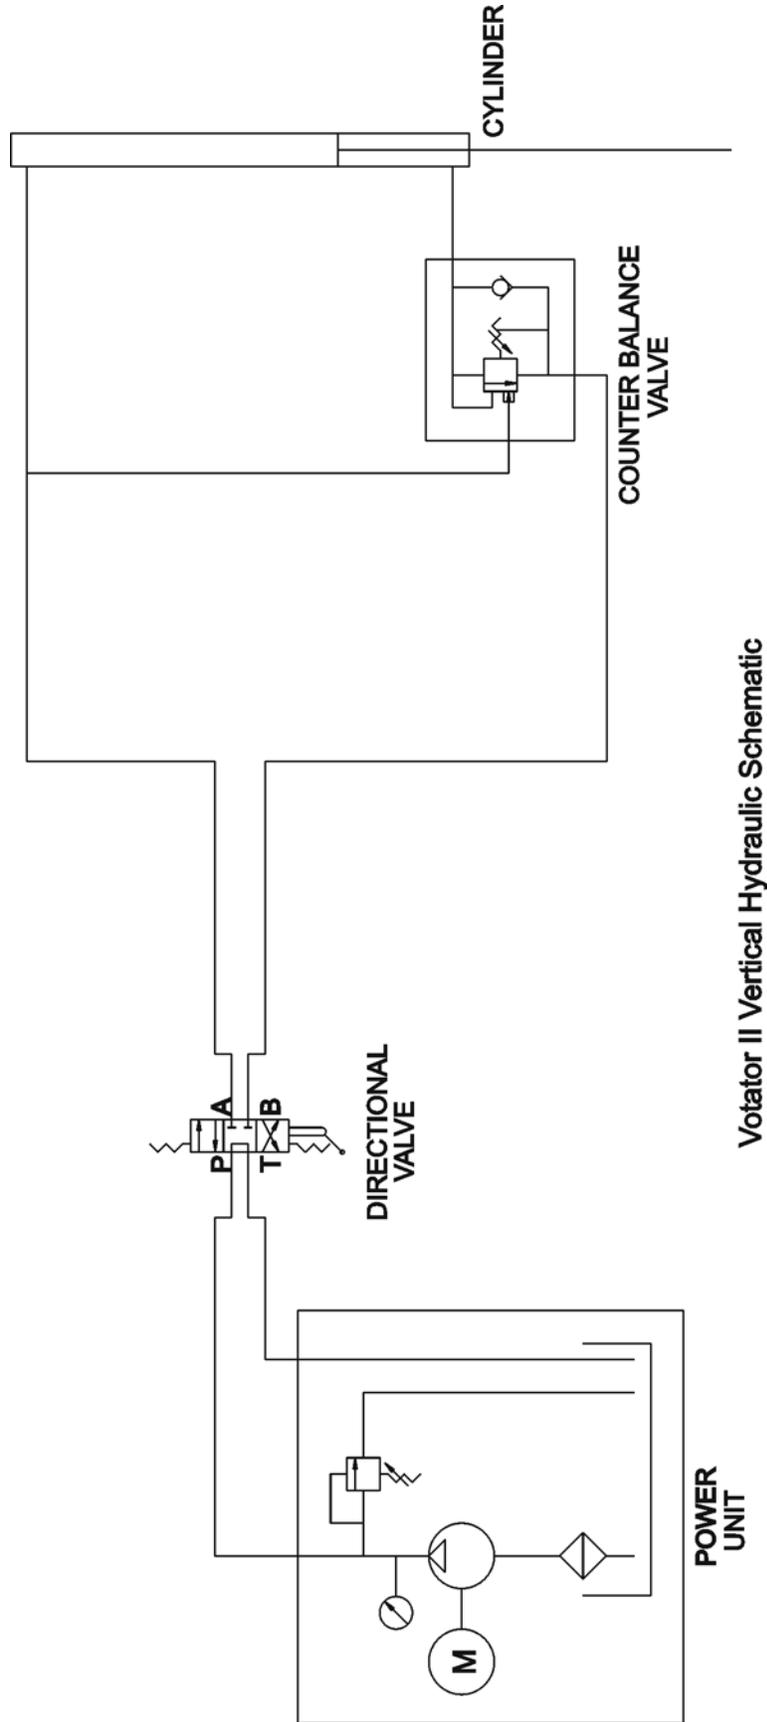 CYLINDER
COUNTER BALANCE
VALVE
A
B
P
T
DIRECTIONAL
VALVE
M
POWER
UNIT
Votator II Vertical Hydraulic Schematic